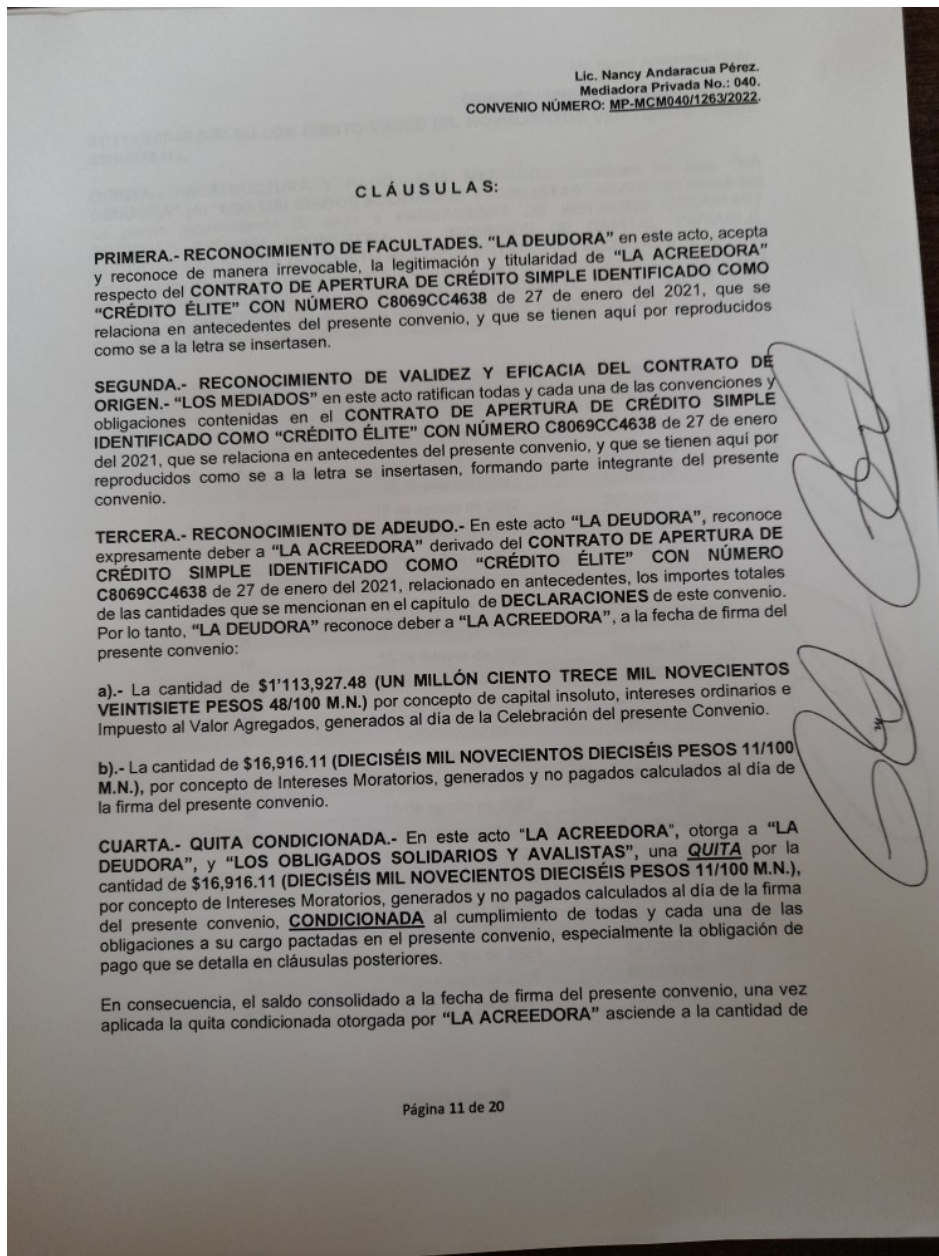 Lic. Nancy Andaracua Pérez.
Mediadora Privada No.: 040.
CONVENIO NÚMERO: MP-MCM040/1263/2022.
C L Á U S U L A S:
PRIMERA.- RECONOCIMIENTO DE FACULTADES. “LA DEUDORA” en este acto, acepta
y reconoce de manera irrevocable, la legitimación y titularidad de “LA ACREEDORA”
respecto del CONTRATO DE APERTURA DE CRÉDITO SIMPLE IDENTIFICADO COMO
“CRÉDITO ÉLITE” CON NÚMERO C8069CC4638 de 27 de enero del 2021, que se
relaciona en antecedentes del presente convenio, y que se tienen aquí por reproducidos
como se a la letra se insertasen.
SEGUNDA.- RECONOCIMIENTO DE VALIDEZ Y EFICACIA DEL CONTRATO DE
ORIGEN.- “LOS MEDIADOS” en este acto ratifican todas y cada una de las convenciones y
obligaciones contenidas en el CONTRATO DE APERTURA DE CRÉDITO SIMPLE
IDENTIFICADO COMO “CRÉDITO ÉLITE” CON NÚMERO C8069CC4638 de 27 de enero
del 2021, que se relaciona en antecedentes del presente convenio, y que se tienen aquí por
reproducidos como se a la letra se insertasen, formando parte integrante del presente
convenio.
TERCERA.- RECONOCIMIENTO DE ADEUDO.- En este acto “LA DEUDORA”, reconoce
expresamente deber a “LA ACREEDORA” derivado del CONTRATO DE APERTURA DE
CRÉDITO SIMPLE IDENTIFICADO COMO “CRÉDITO ÉLITE” CON NÚMERO
C8069CC4638 de 27 de enero del 2021, relacionado en antecedentes, los importes totales
de las cantidades que se mencionan en el capítulo de DECLARACIONES de este convenio.
Por lo tanto, “LA DEUDORA” reconoce deber a “LA ACREEDORA”, a la fecha de firma del
presente convenio:
a).- La cantidad de $1’113,927.48 (UN MILLÓN CIENTO TRECE MIL NOVECIENTOS
VEINTISIETE PESOS 48/100 M.N.) por concepto de capital insoluto, intereses ordinarios e
Impuesto al Valor Agregados, generados al día de la Celebración del presente Convenio.
b).- La cantidad de $16,916.11 (DIECISÉIS MIL NOVECIENTOS DIECISÉIS PESOS 11/100
M.N.), por concepto de Intereses Moratorios, generados y no pagados calculados al día de
la firma del presente convenio.
CUARTA.- QUITA CONDICIONADA.- En este acto “LA ACREEDORA”, otorga a “LA
DEUDORA”, y “LOS OBLIGADOS SOLIDARIOS Y AVALISTAS”, una QUITA por la
cantidad de $16,916.11 (DIECISÉIS MIL NOVECIENTOS DIECISÉIS PESOS 11/100 M.N.),
por concepto de Intereses Moratorios, generados y no pagados calculados al día de la firma
del presente convenio, CONDICIONADA al cumplimiento de todas y cada una de las
obligaciones a su cargo pactadas en el presente convenio, especialmente la obligación de
pago que se detalla en cláusulas posteriores.
En consecuencia, el saldo consolidado a la fecha de firma del presente convenio, una vez
aplicada la quita condicionada otorgada por “LA ACREEDORA” asciende a la cantidad de
Página 11 de 20